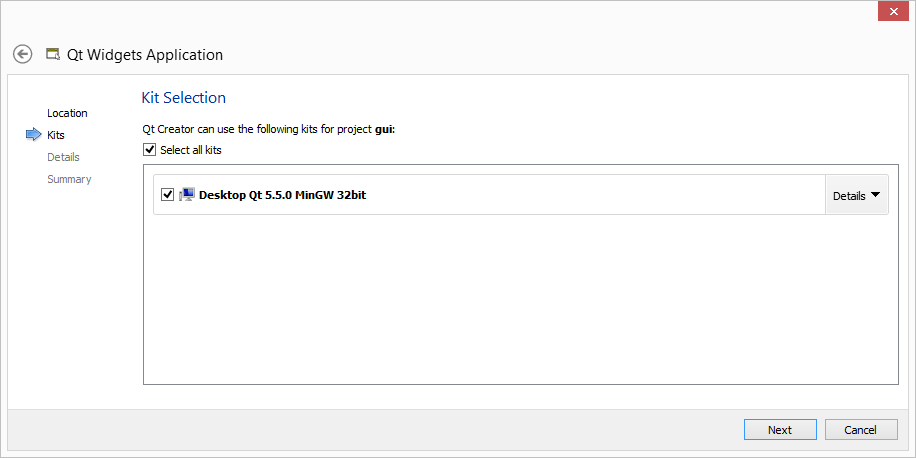 Qt Widgets Application
Location
Kits
Details
Summary
Kit Selection
Qt Creator can use the following kits for project gui:
Select all kits
Desktop Qt 5.5.0 MinGW 32bit
Details
Next
Cancel